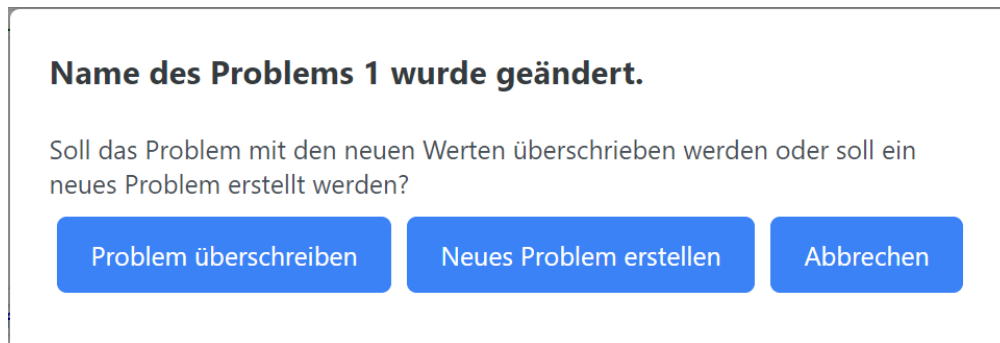 Name des Problems 1 wurde geändert.
Soll das Problem mit den neuen Werten überschrieben werden oder soll ein
neues Problem erstellt werden?
Problem überschreiben Neues Problem erstellen Abbrechen